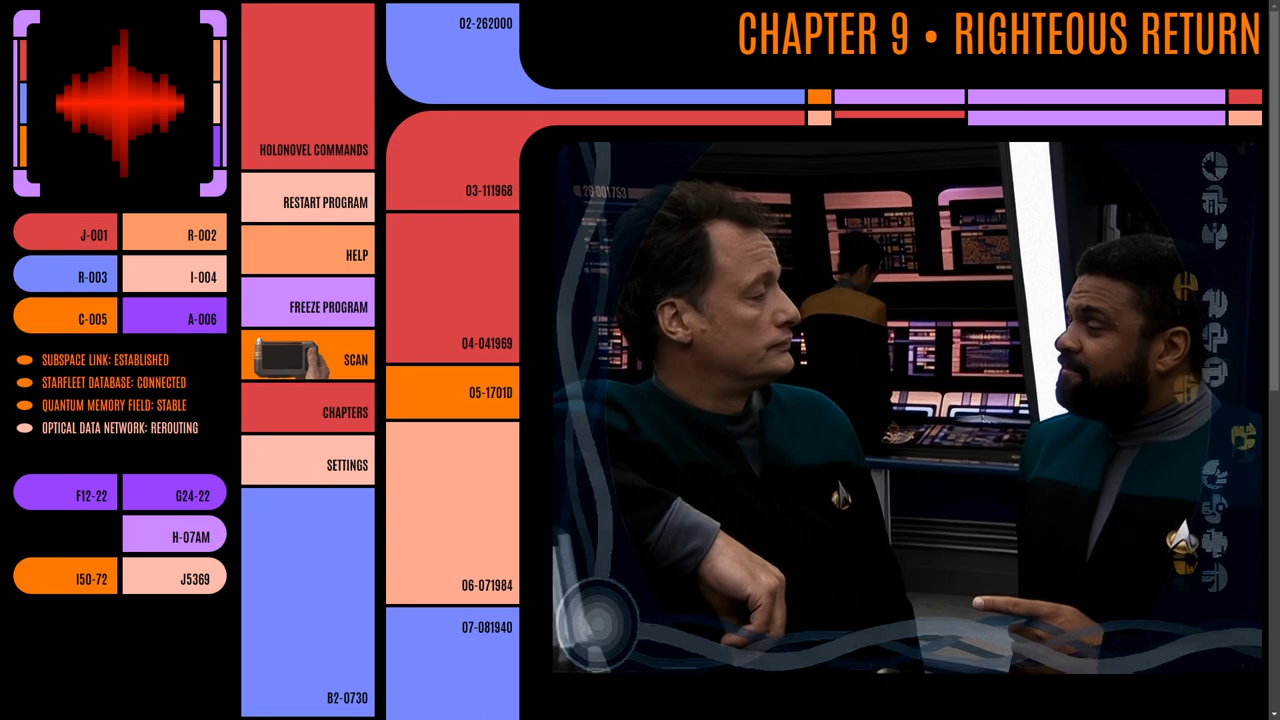 CHAPTER 9 • RIGHTEOUS RETURN
J-001
R-002
R-003
I-004
C-005
A-006
SUBSPACE LINK: ESTABLISHED
STARFLEET DATABASE: CONNECTED
QUANTUM MEMORY FIELD: STABLE
OPTICAL DATA NETWORK: REROUTING
F12-22
G24-22
H-07AM
I50-72
J5369
HOLONOVEL COMMANDS
RESTART PROGRAM
HELP
FREEZE PROGRAM
SCAN
CHAPTERS
SETTINGS
B2-0730
02-262000
03-111968
04-041969
05-1701D
06-071984
07-081940